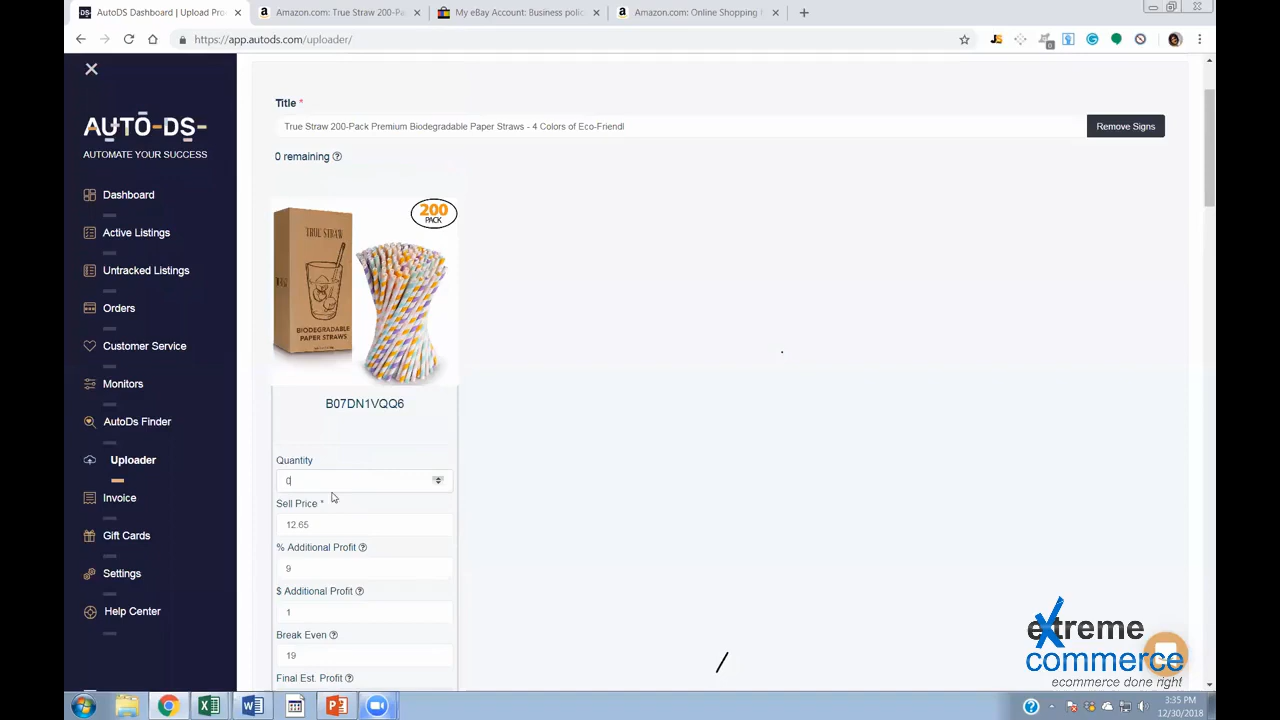 AutoDS Dashboard | Upload Pro
Amazon.com: True Straw 200-Pac
My eBay Account: Business polic
Amazon.com: Online Shopping f
https://app.autods.com/uploader/
AUTO-DS
AUTOMATE YOUR SUCCESS
Dashboard
Active Listings
Untracked Listings
Orders
Customer Service
Monitors
AutoDs Finder
Uploader
Invoice
Gift Cards
Settings
Help Center
Title *
True Straw 200-Pack Premium Biodegradable Paper Straws - 4 Colors of Eco-Friendl
Remove Signs
0 remaining
200
PACK
TRUE STRAW
BIODEGRADABLE
PAPER STRAWS
B07DN1VQQ6
Quantity
0
Sell Price *
12.65
% Additional Profit
9
$ Additional Profit
1
Break Even
19
Final Est. Profit
extreme
commerce
ecommerce done right
3:35 PM
12/30/2018